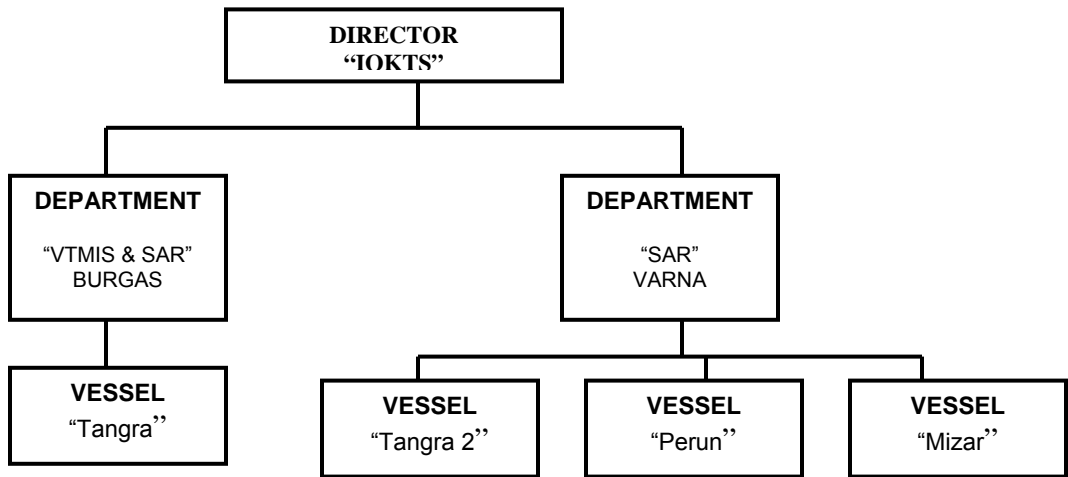 DIRECTOR
“IOKTS”
DEPARTMENT
“VTMIS & SAR”
BURGAS
DEPARTMENT
“SAR”
VARNA
VESSEL
“Tangra”
VESSEL
“Tangra 2”
VESSEL
“Perun”
VESSEL
“Mizar”